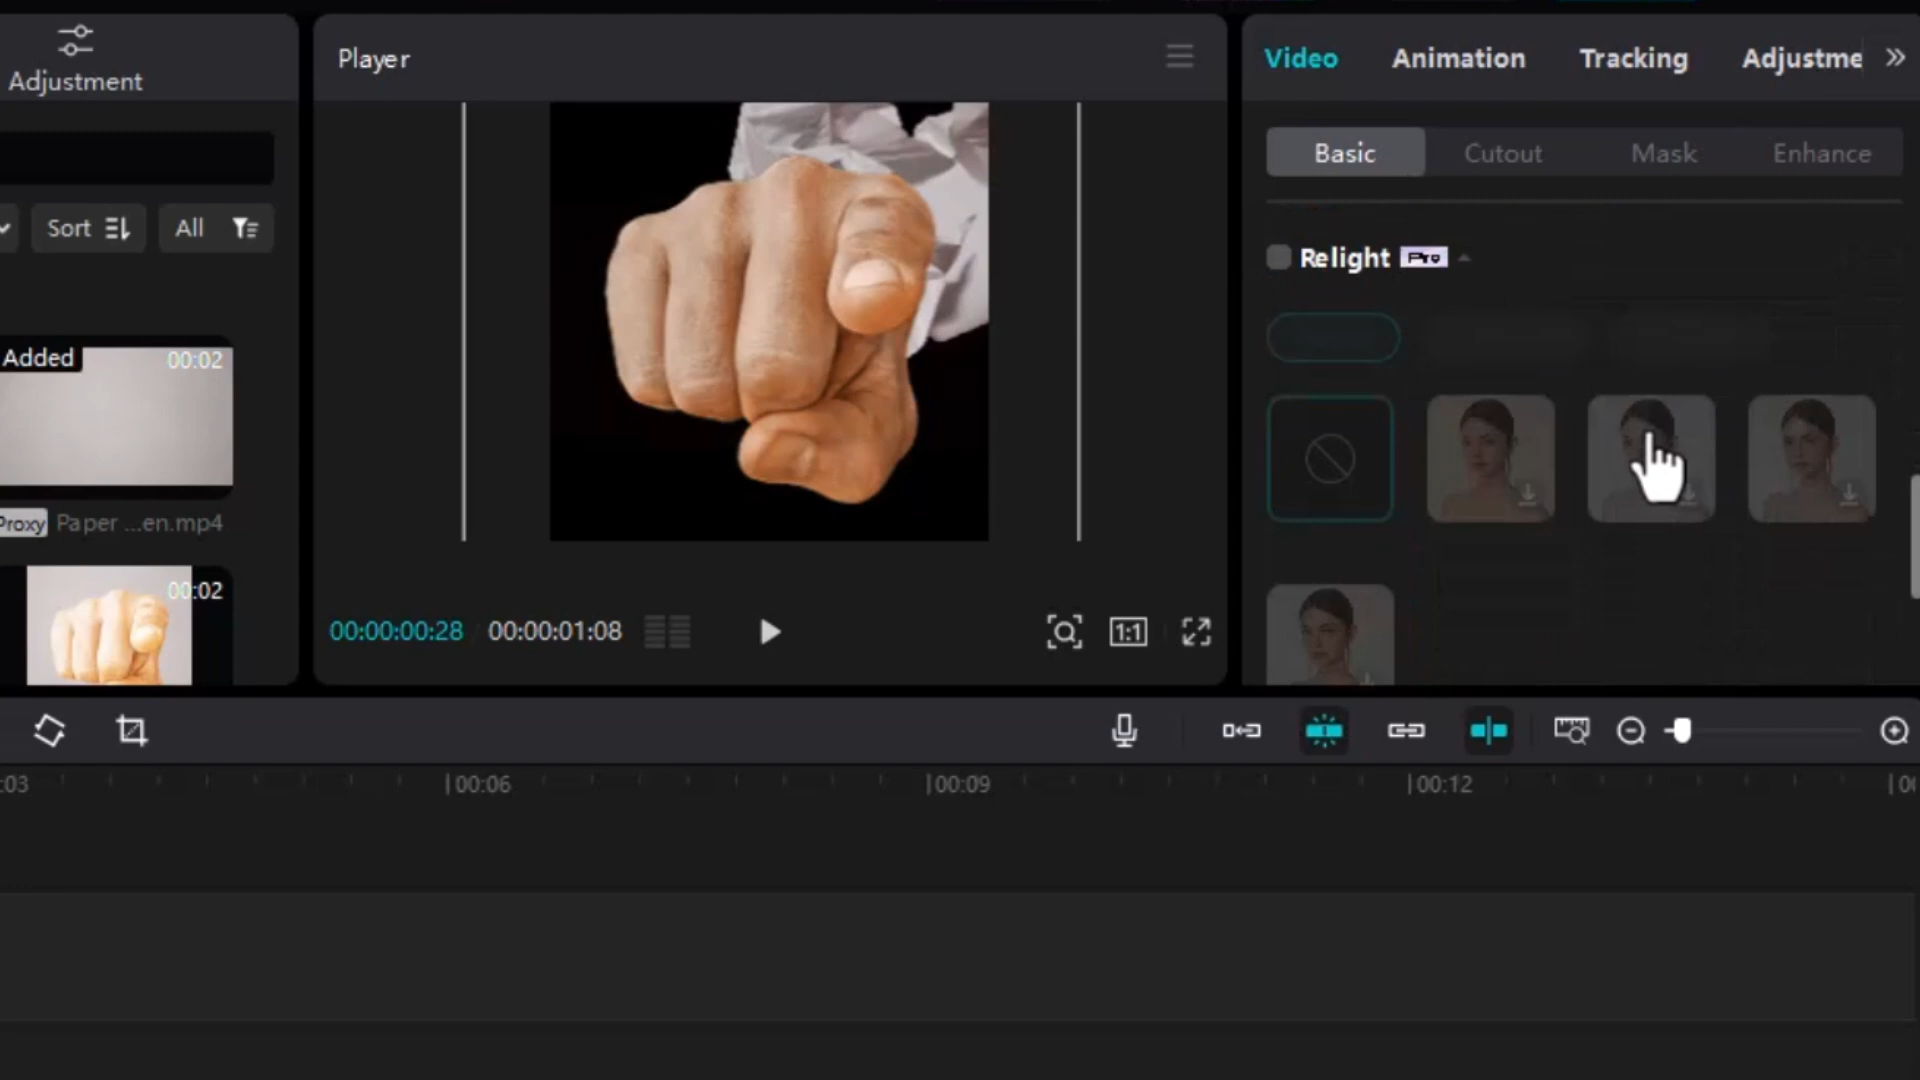 Adjustment
Sort
All
Added
00:02
Proxy
Paper ...en.mp4
00:02
Player
00:00:00:28
00:00:01:08
1:1
Video
Animation
Tracking
Adjustme
Basic
Cutout
Mask
Enhance
Relight
Pro
:03
00:06
00:09
00:12